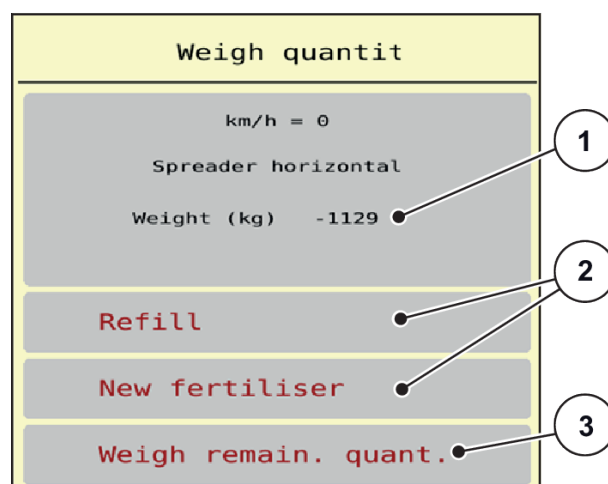 Weigh quantit
km/h = 0
Spreader horizontal
Weight (kg) -1129
1
Refill
2
New fertiliser
Weigh remain. quant.
3